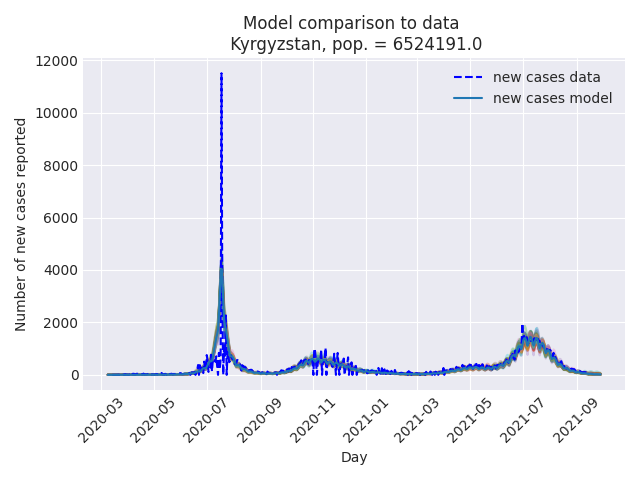 Model comparison to data
Kyrgyzstan, pop. = 6524191.0
12000
10000
8000
6000
4000
2000
0
Number of new cases reported
new cases data
new cases model
2020-03
2020-05
2020-07
2020-09
2020-11
2021-01
2021-03
2021-05
2021-07
2021-09
Day